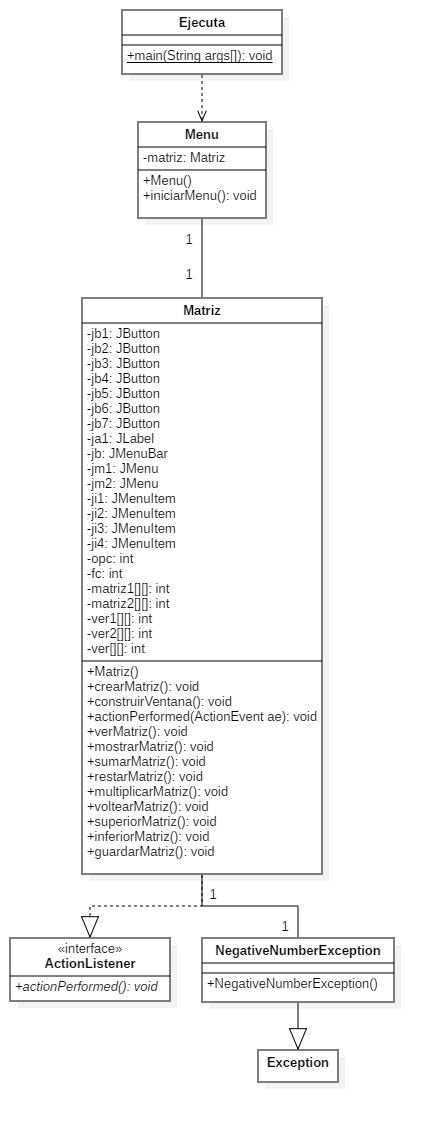 Ejecuta
+main(String args[]): void
Menu
-matriz: Matriz
+Menu()
+iniciarMenu(): void
1
1
Matriz
-jb1: JButton
-jb2: JButton
-jb3: JButton
-jb4: JButton
-jb5: JButton
-jb6: JButton
-jb7: JButton
-ja1: JLabel
-jb: JMenuBar
-jm1: JMenu
-jm2: JMenu
-ji1: JMenuItem
-ji2: JMenuItem
-ji3: JMenuItem
-ji4: JMenuItem
-opc: int
-fc: int
-matriz1[][]: int
-matriz2[][]: int
-ver1[][]: int
-ver2[][]: int
-ver[][]: int
+Matriz()
+crearMatriz(): void
+construirVentana(): void
+actionPerformed(ActionEvent ae): void
+verMatriz(): void
+mostrarMatriz(): void
+sumarMatriz(): void
+restarMatriz(): void
+multiplicarMatriz(): void
+voltearMatriz(): void
+superiorMatriz(): void
+inferiorMatriz(): void
+guardarMatriz(): void
1
1
«interface»
ActionListener
+actionPerformed(): void
NegativeNumberException
+NegativeNumberException()
Exception